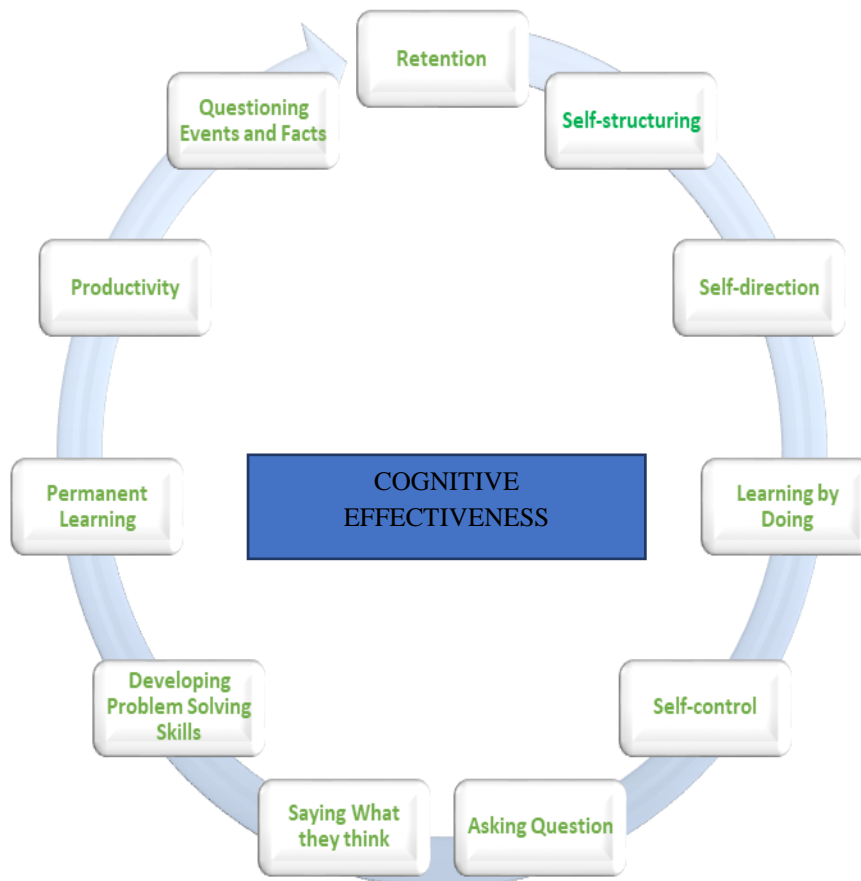 Retention
Self-structuring
Self-direction
Learning by
Doing
Self-control
Asking Question
Saying What
they think
Developing
Problem Solving
Skills
Permanent
Learning
Productivity
Questioning
Events and Facts
COGNITIVE
EFFECTIVENESS